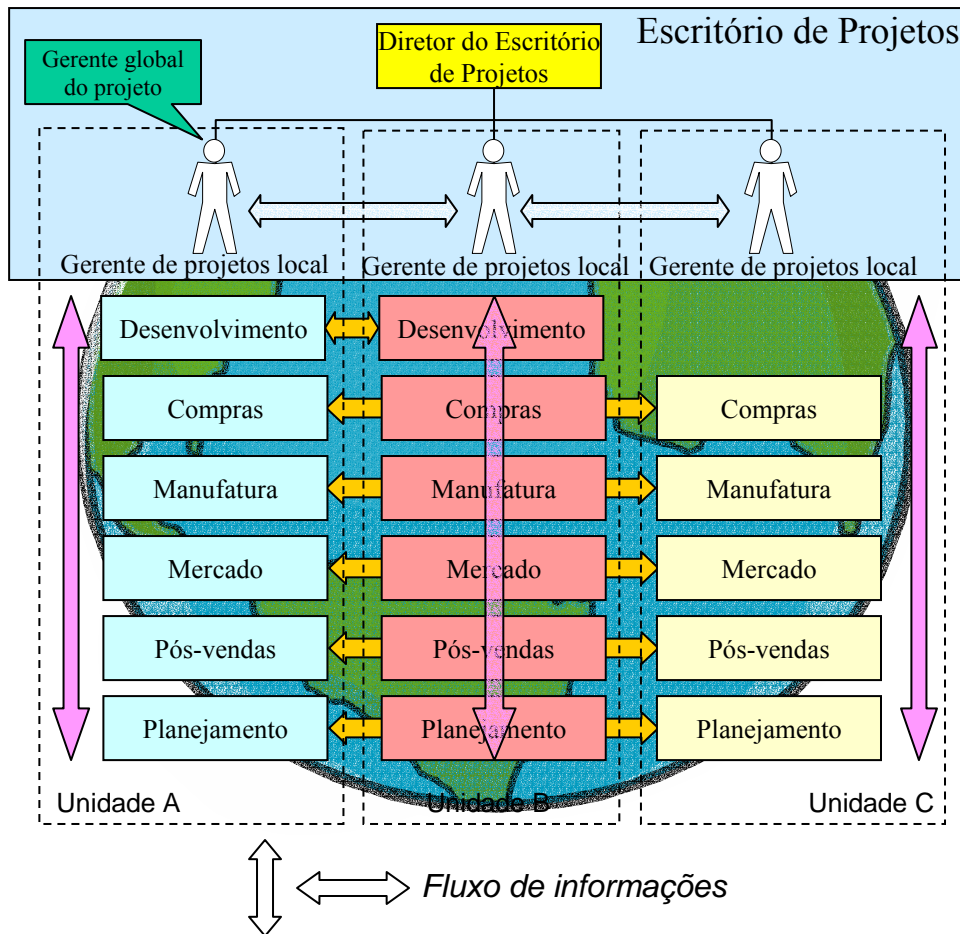 Escritório de Projetos
Diretor do Escritório
de Projetos
Gerente global
do projeto
Gerente de projetos local
Gerente de projetos local
Gerente de projetos local
Desenvolvimento
Desenvolvimento
Compras
Compras
Compras
Manufatura
Manufatura
Manufatura
Mercado
Mercado
Mercado
Pós-vendas
Pós-vendas
Pós-vendas
Planejamento
Planejamento
Planejamento
Unidade A
Unidade B
Unidade C
Fluxo de informações